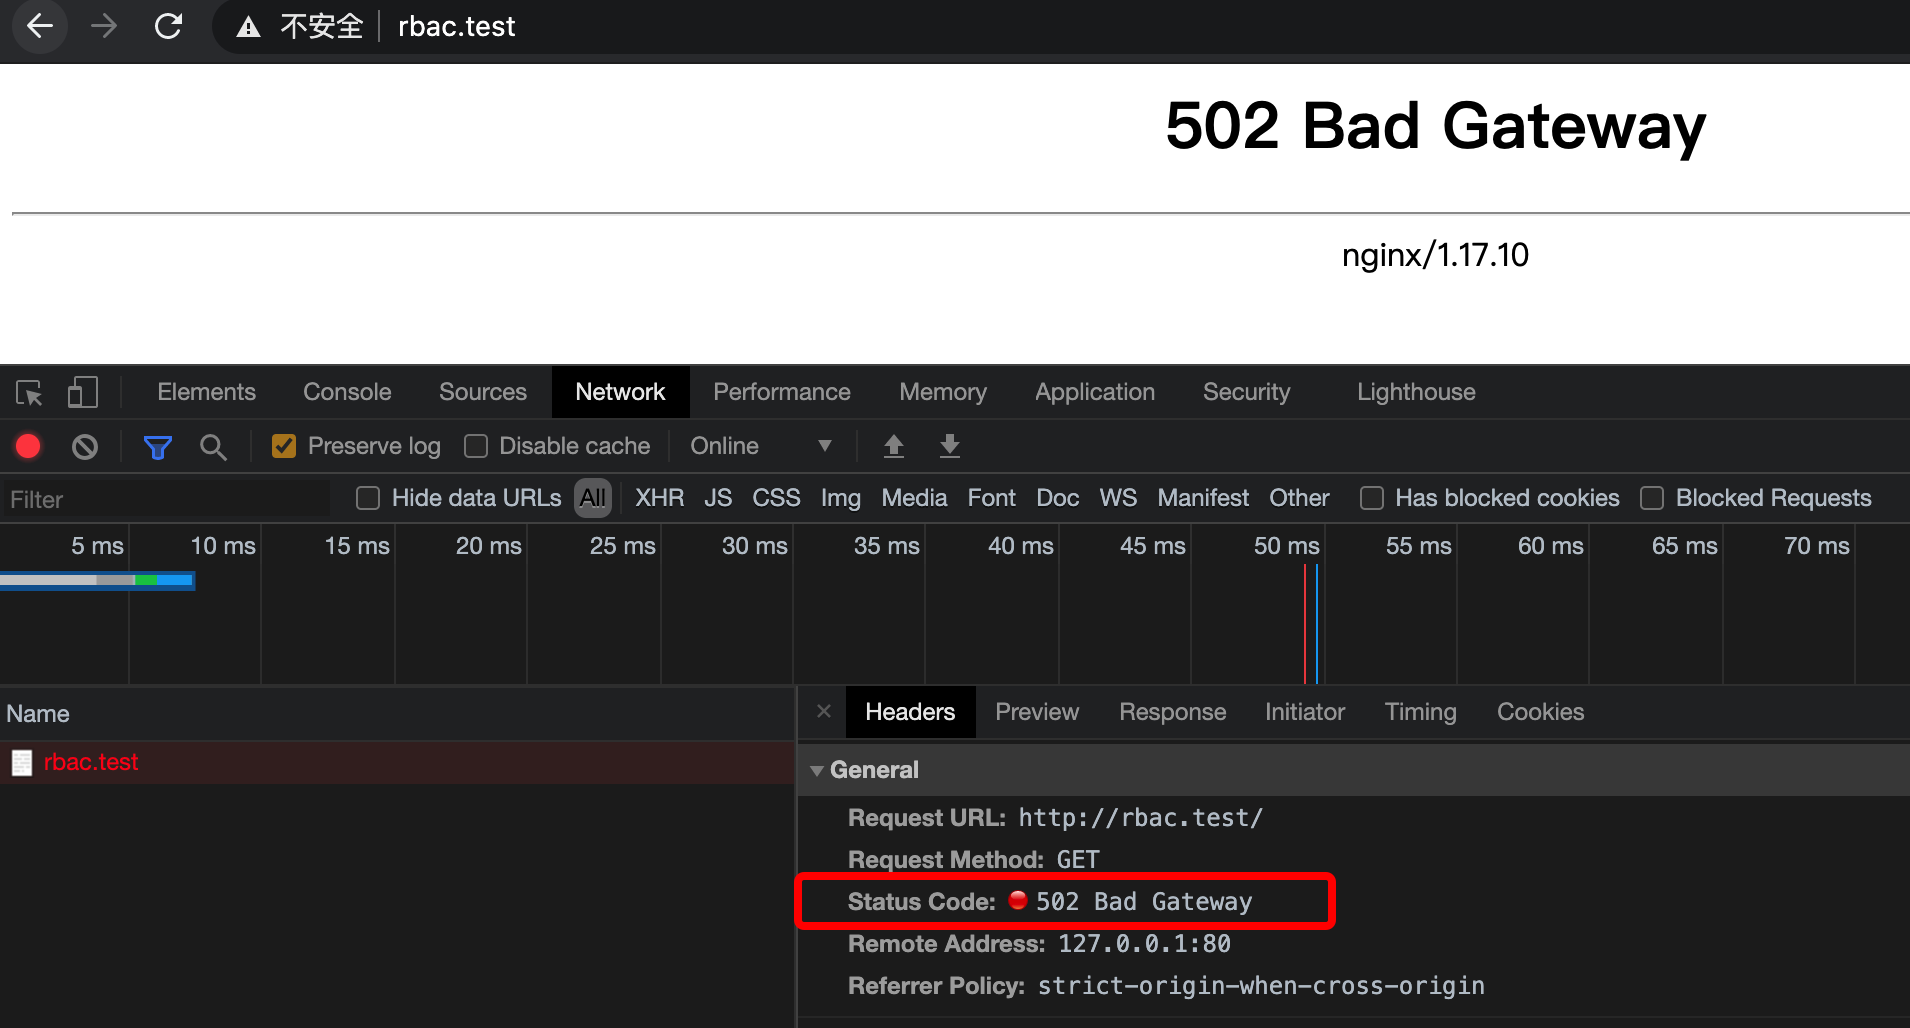 不安全 rbac.test
502 Bad Gateway
nginx/1.17.10
Elements Console Sources Network Performance Memory Application Security Lighthouse
Preserve log Disable cache Online
Filter Hide data URLs All XHR JS CSS Img Media Font Doc WS Manifest Other Has blocked cookies Blocked Requests
5 ms 10 ms 15 ms 20 ms 25 ms 30 ms 35 ms 40 ms 45 ms 50 ms 55 ms 60 ms 65 ms 70 ms
Name
rbac.test
× Headers Preview Response Initiator Timing Cookies
General
Request URL: http://rbac.test/
Request Method: GET
Status Code: 502 Bad Gateway
Remote Address: 127.0.0.1:80
Referrer Policy: strict-origin-when-cross-origin